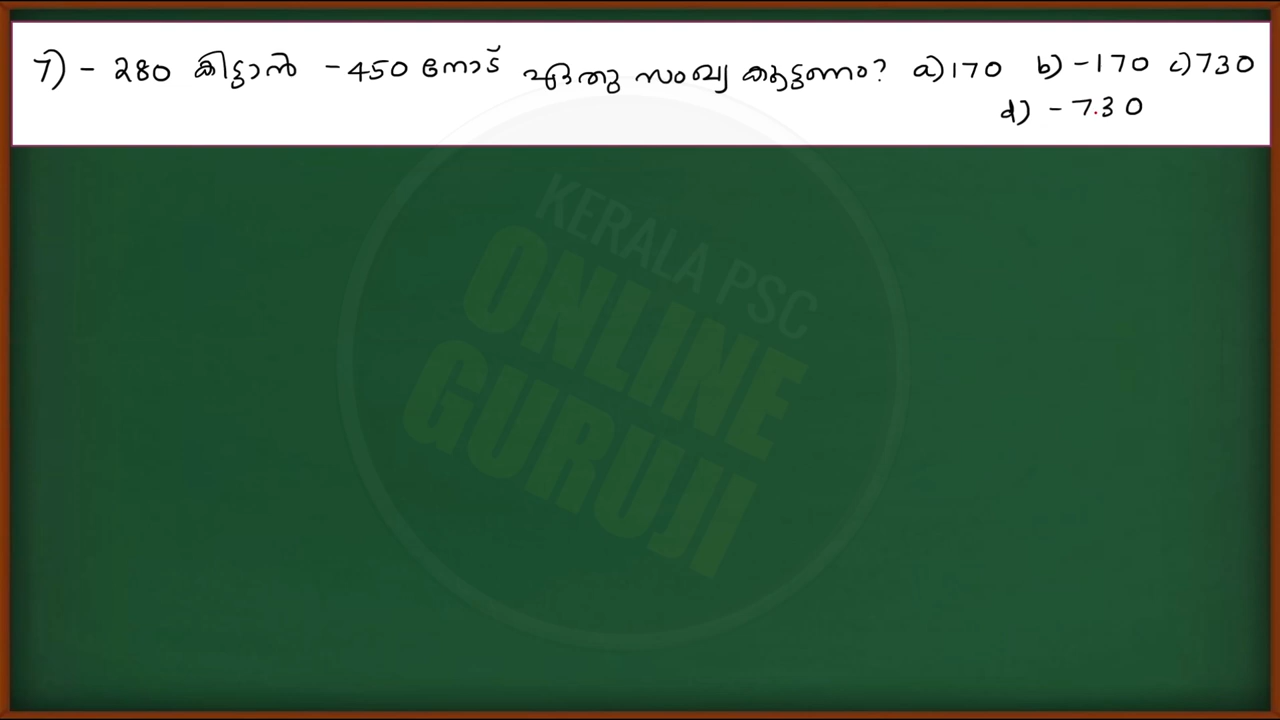 7) - 280 കിട്ടാൻ - 450 നോട് ഏതു സംഖ്യ കൂട്ടണം? a) 170 b) - 170 c) 730
d) - 730
KERALA PSC
ONLINE
GURUJI